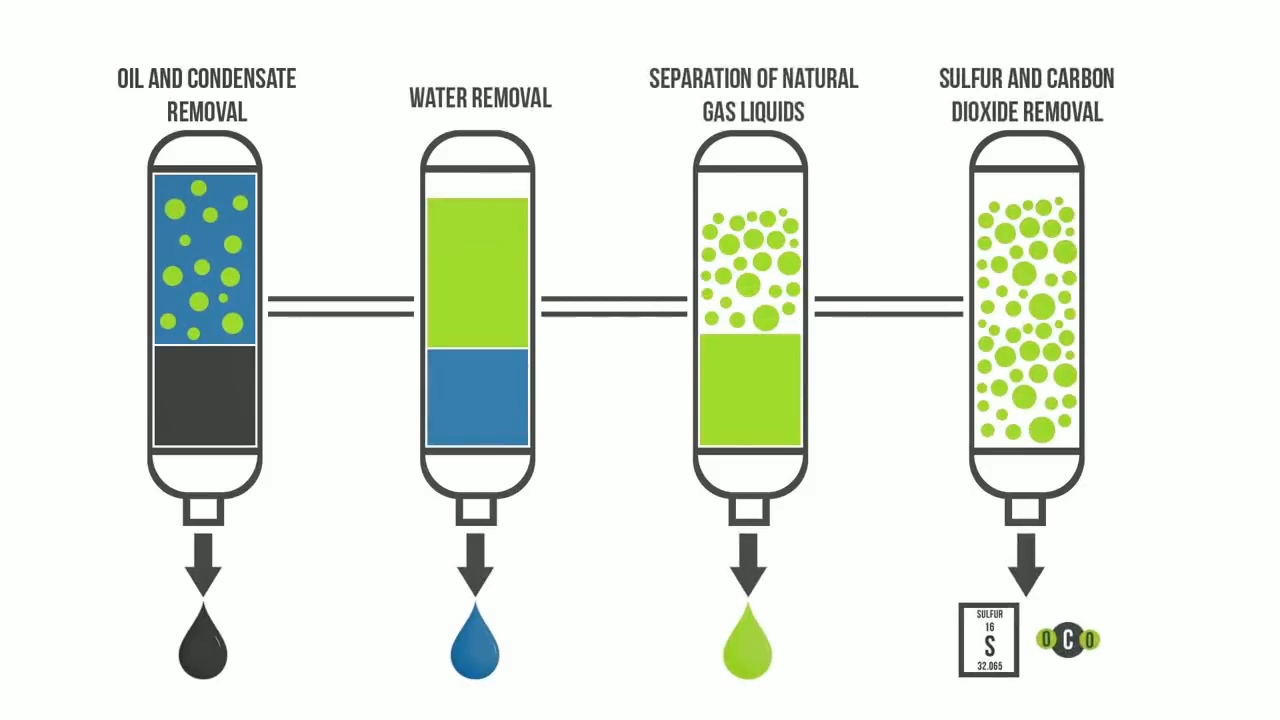 OIL AND CONDENSATE
REMOVAL
WATER REMOVAL
SEPARATION OF NATURAL
GAS LIQUIDS
SULFUR AND CARBON
DIOXIDE REMOVAL
SULFUR
16
S
32.065
O C O